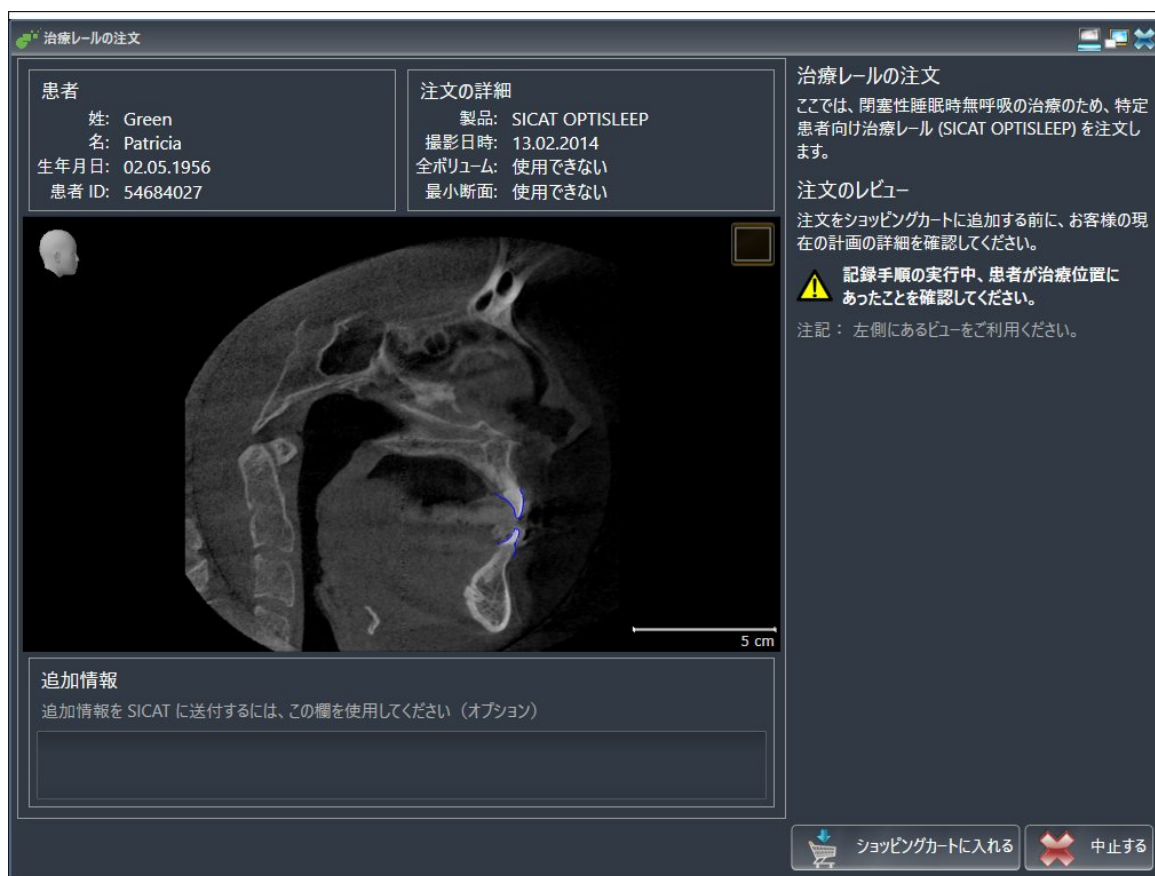 治療レールの注文
患者
姓: Green
名: Patricia
生年月日: 02.05.1956
患者 ID: 54684027
注文の詳細
製品: SICAT OPTISLEEP
撮影日時: 13.02.2014
全ボリューム: 使用できない
最小断面: 使用できない
5 cm
追加情報
追加情報を SICAT に送付するには、この欄を使用してください（オプション）
治療レールの注文
ここでは、閉塞性睡眠時無呼吸の治療のため、特定
患者向け治療レール (SICAT OPTISLEEP) を注文し
ます。
注文のレビュー
注文をショッピングカートに追加する前に、お客様の現
在の計画の詳細を確認してください。
記録手順の実行中、患者が治療位置に
あったことを確認してください。
注記： 左側にあるビューをご利用ください。
ショッピングカートに入れる
中止する